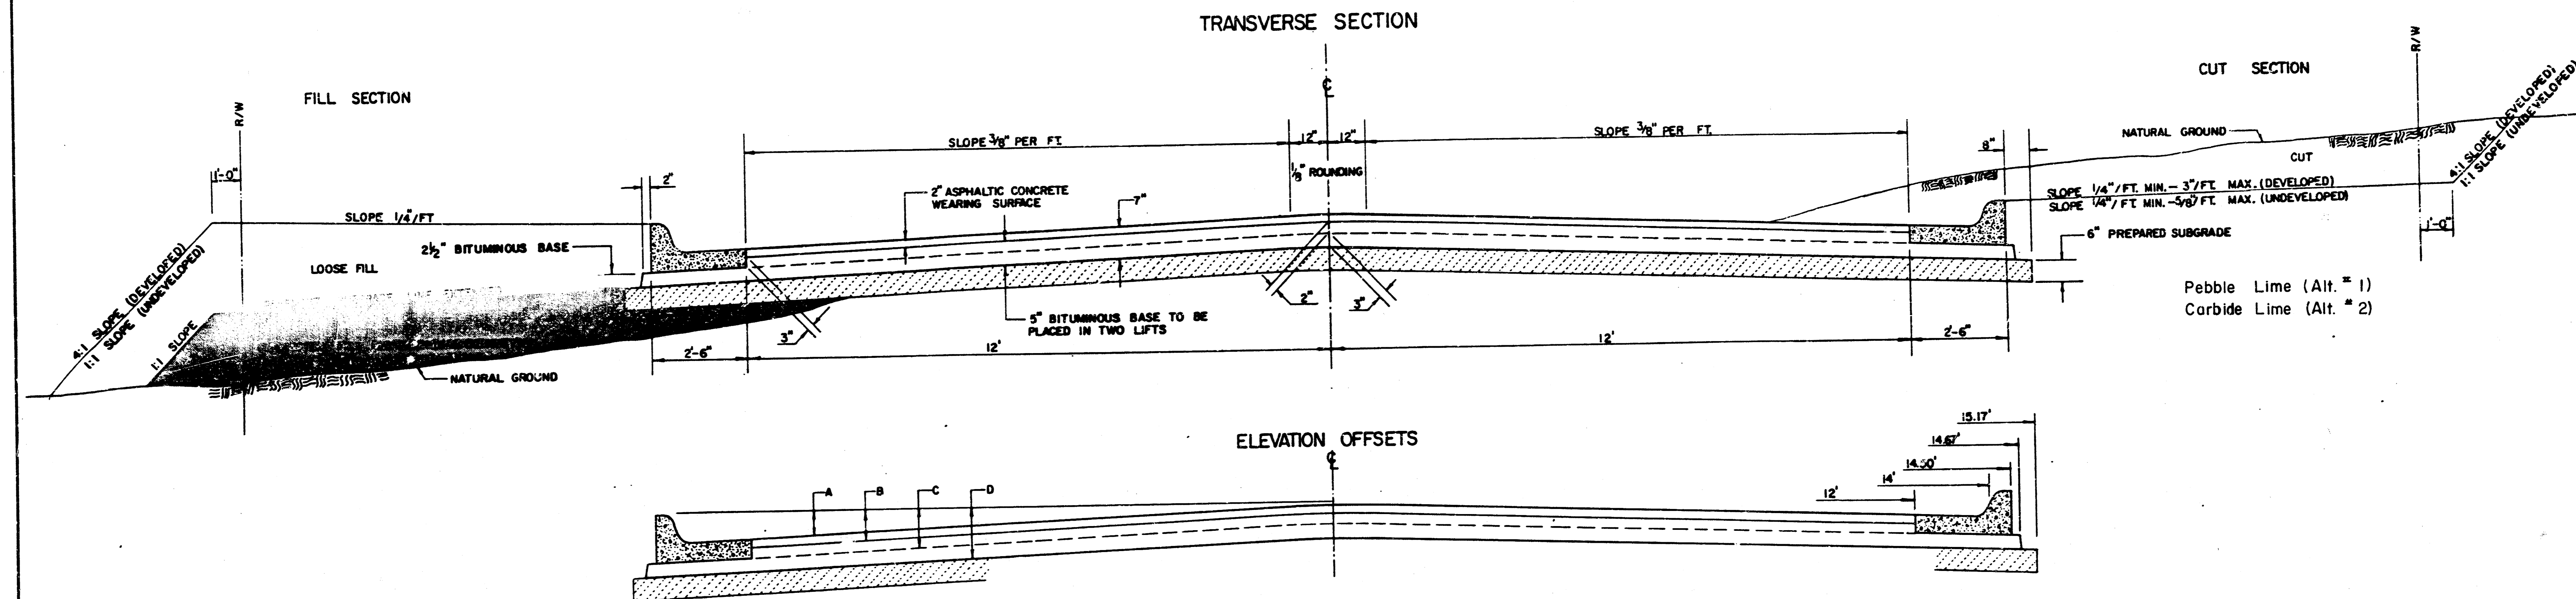 TRANSVERSE SECTION
FILL SECTION
CUT SECTION
R/W
R/W
℄
SLOPE 3/8" PER FT.
12"
12"
SLOPE 3/8" PER FT.
1/8" ROUNDING
8"
NATURAL GROUND
CUT
4:1 SLOPE (DEVELOPED)
1:1 SLOPE (UNDEVELOPED)
1'-0"
2"
2" ASPHALTIC CONCRETE
WEARING SURFACE
7"
SLOPE 1/4"/FT
SLOPE 1/4"/FT. MIN. - 3"/FT. MAX. (DEVELOPED)
SLOPE 1/4"/FT MIN. -5/8"/FT. MAX. (UNDEVELOPED)
1'-0"
2 1/2" BITUMINOUS BASE
6" PREPARED SUBGRADE
LOOSE FILL
4:1 SLOPE (DEVELOPED)
1:1 SLOPE (UNDEVELOPED)
1:1 SLOPE
Pebble Lime (Alt. # 1)
Carbide Lime (Alt. # 2)
2"
3"
5" BITUMINOUS BASE TO BE
PLACED IN TWO LIFTS
3"
2'-6"
12'
12'
2'-6"
NATURAL GROUND
ELEVATION OFFSETS
℄
15.17'
14.67'
14.50'
14'
12'
A
B
C
D